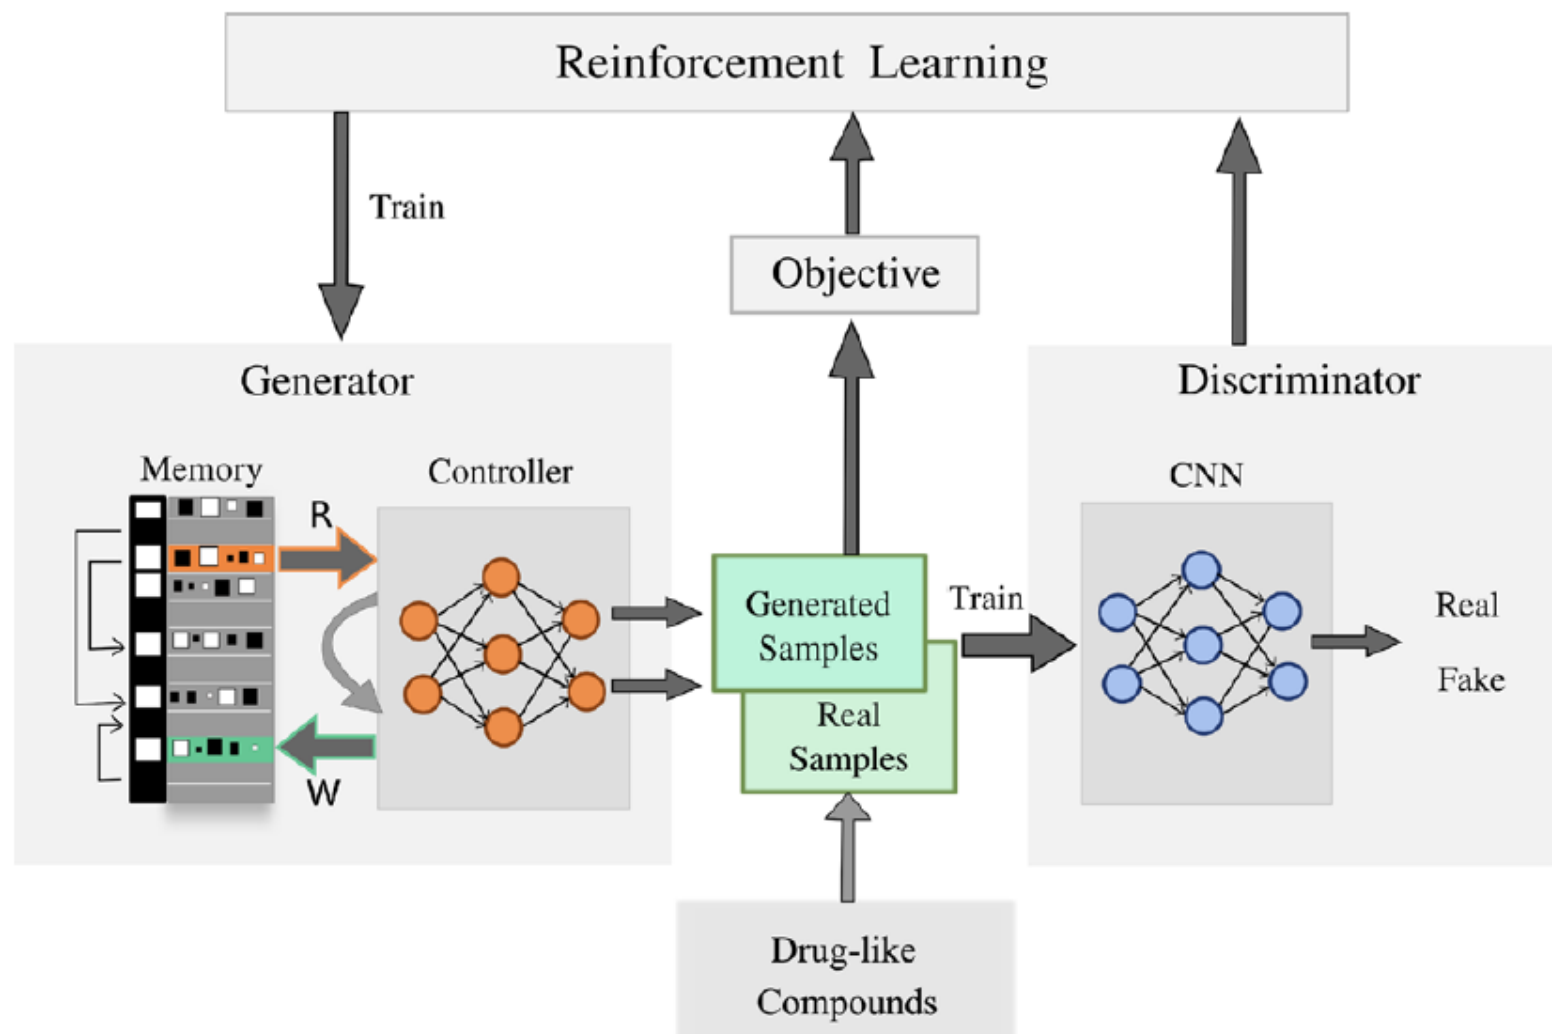 Reinforcement Learning
Train
Objective
Generator
Discriminator
Memory
Controller
CNN
R
W
Generated
Samples
Train
Real
Fake
Real
Samples
Drug-like
Compounds